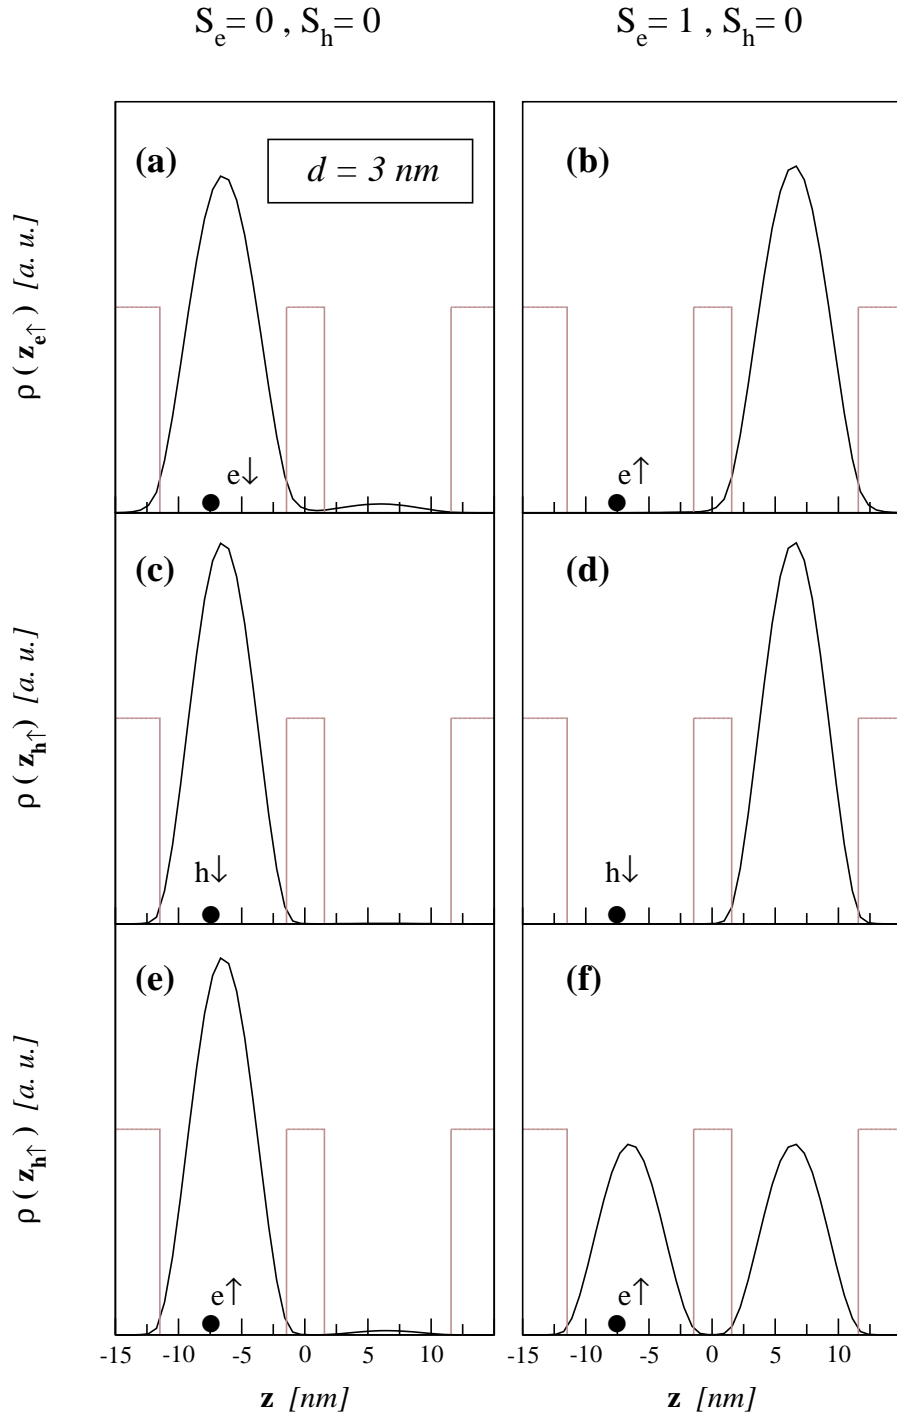 S_e= 0 , S_h= 0
S_e= 1 , S_h= 0
(a)
d = 3 nm
(b)
ρ ( z_e↑ ) [a. u.]
e↓
e↑
(c)
(d)
ρ ( z_h↑ ) [a. u.]
h↓
h↓
(e)
(f)
ρ ( z_h↑ ) [a. u.]
e↑
e↑
-15 -10 -5 0 5 10
-15 -10 -5 0 5 10
z [nm]
z [nm]